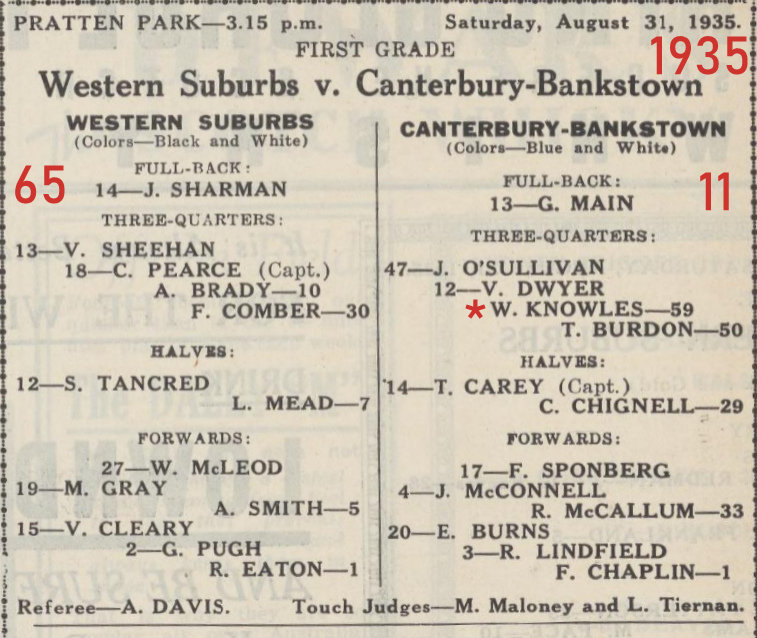 PRATTEN PARK—3.15 p.m. Saturday, August 31, 1935.
FIRST GRADE
1935
Western Suburbs v. Canterbury-Bankstown
WESTERN SUBURBS
(Colors—Black and White)
65
FULL-BACK:
14—J. SHARMAN
THREE-QUARTERS:
13—V. SHEEHAN
18—C. PEARCE (Capt.)
A. BRADY—10
F. COMBER—30
HALVES:
12—S. TANCRED
L. MEAD—7
FORWARDS:
27—W. McLEOD
19—M. GRAY
A. SMITH—5
15—V. CLEARY
2—G. PUGH
R. EATON—1
CANTERBURY-BANKSTOWN
(Colors—Blue and White)
11
FULL-BACK:
13—G. MAIN
THREE-QUARTERS:
47—J. O'SULLIVAN
12—V. DWYER
* W. KNOWLES—59
T. BURDON—50
HALVES:
14—T. CAREY (Capt.)
C. CHIGNELL—29
FORWARDS:
17—F. SPONBERG
4—J. McCONNELL
R. McCALLUM—33
20—E. BURNS
3—R. LINDFIELD
F. CHAPLIN—1
Referee—A. DAVIS. Touch Judges—M. Maloney and L. Tiernan.